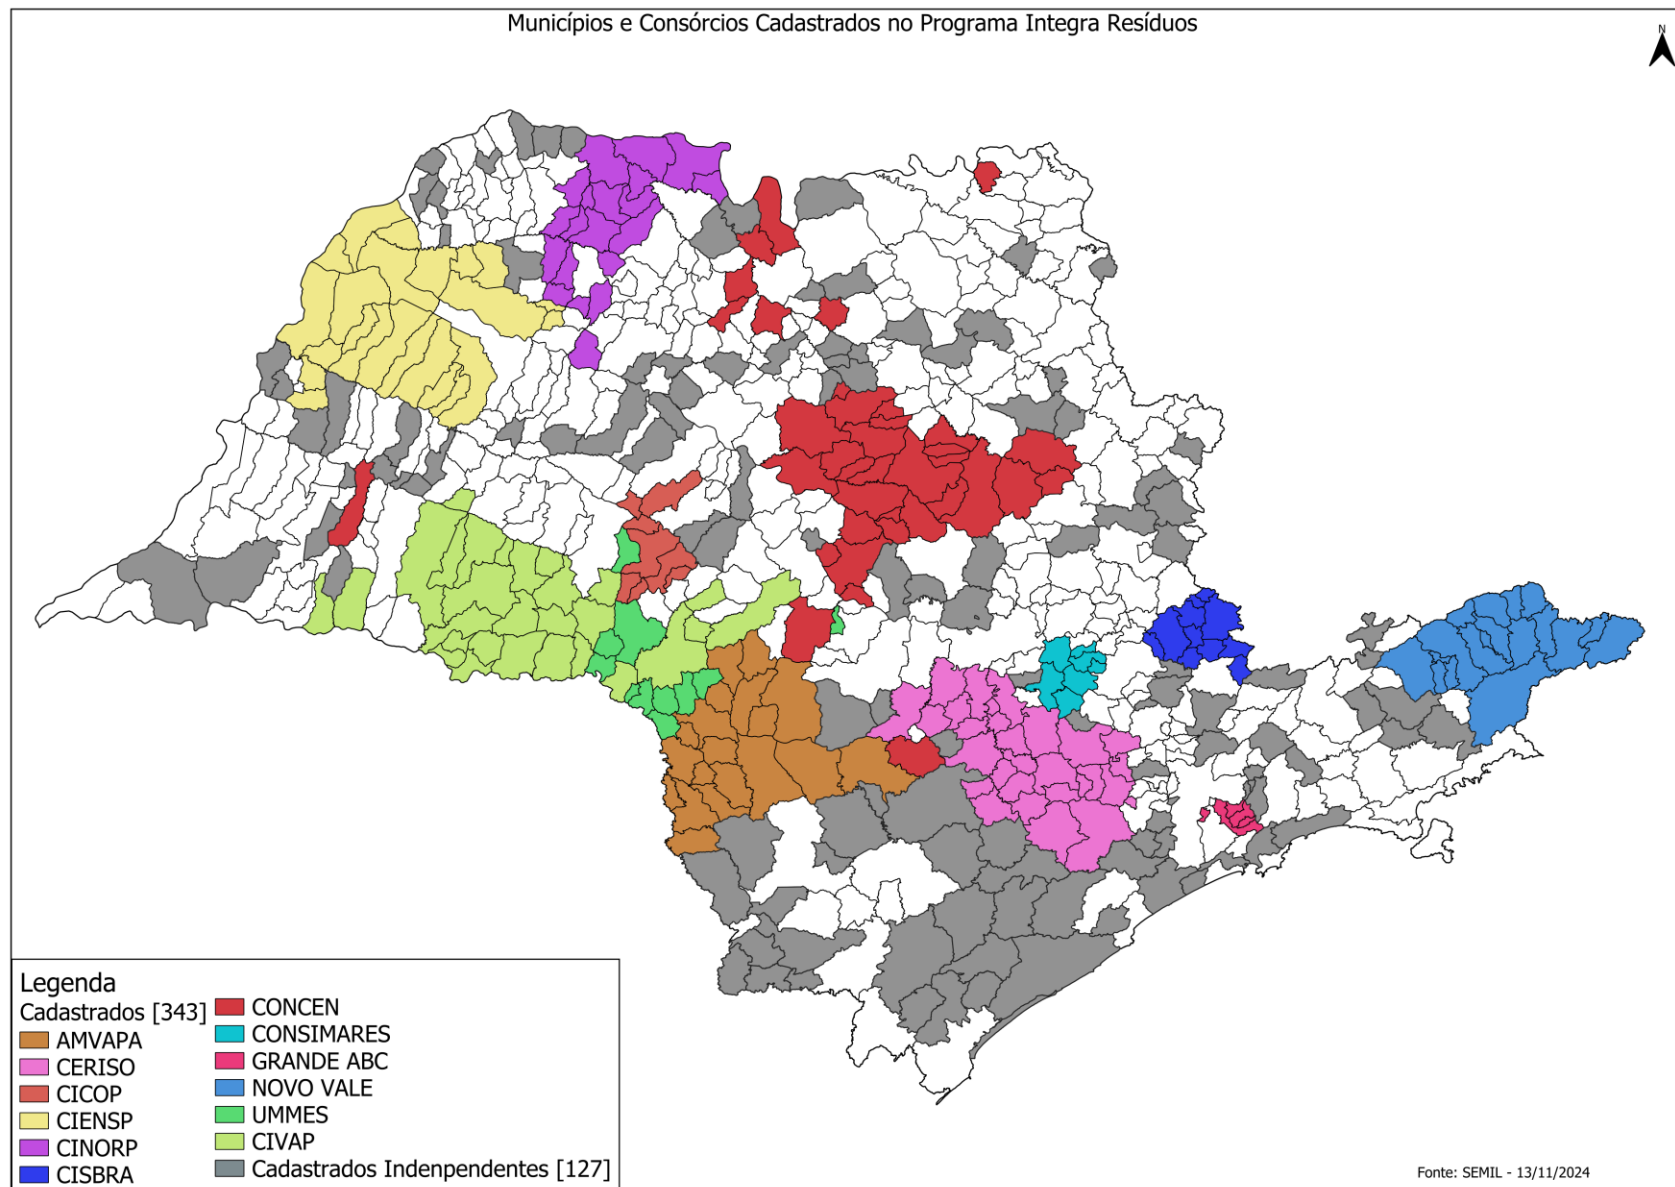 Municípios e Consórcios Cadastrados no Programa Integra Resíduos
N
Legenda
Cadastrados [343]
AMVAPA
CERISO
CICOP
CIENSP
CINORP
CISBRA
CONCEN
CONSIMARES
GRANDE ABC
NOVO VALE
UMMES
CIVAP
Cadastrados Indenpendentes [127]
Fonte: SEMIL - 13/11/2024